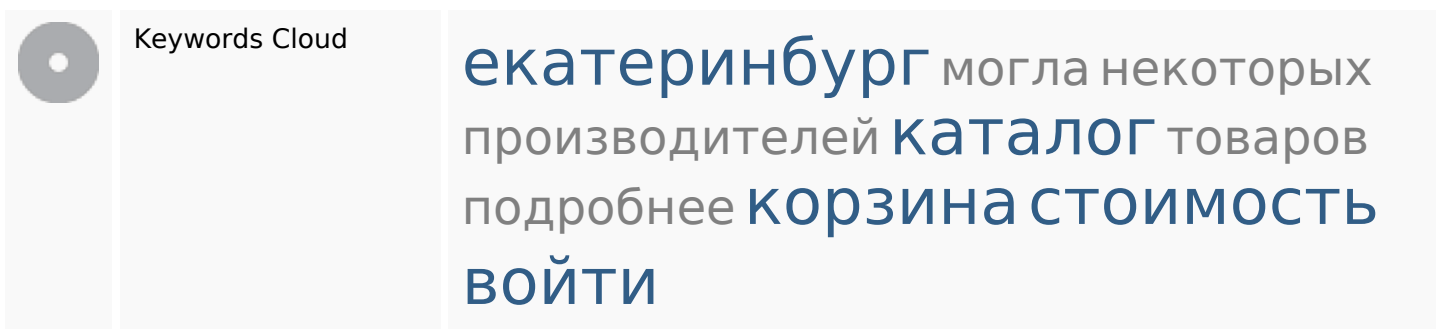 Keywords Cloud
екатеринбург могла некоторых
производителей каталог товаров
подробнее корзина стоимость
войти